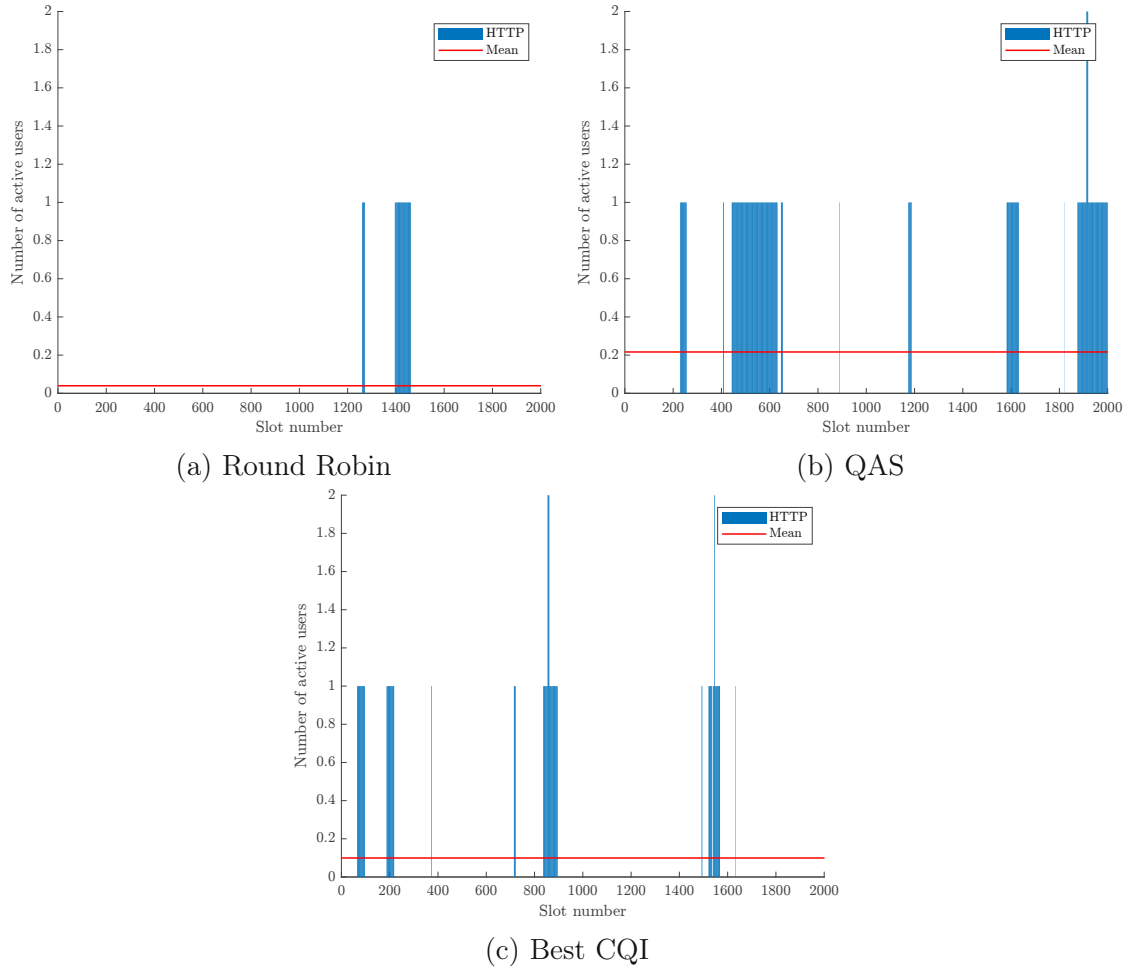 2
1.8
1.6
1.4
1.2
1
0.8
0.6
0.4
0.2
0
Number of active users
HTTP
Mean
0 200 400 600 800 1000 1200 1400 1600 1800 2000
Slot number
(a) Round Robin
2
1.8
1.6
1.4
1.2
1
0.8
0.6
0.4
0.2
0
Number of active users
HTTP
Mean
0 200 400 600 800 1000 1200 1400 1600 1800 2000
Slot number
(b) QAS
2
1.8
1.6
1.4
1.2
1
0.8
0.6
0.4
0.2
0
Number of active users
HTTP
Mean
0 200 400 600 800 1000 1200 1400 1600 1800 2000
Slot number
(c) Best CQI